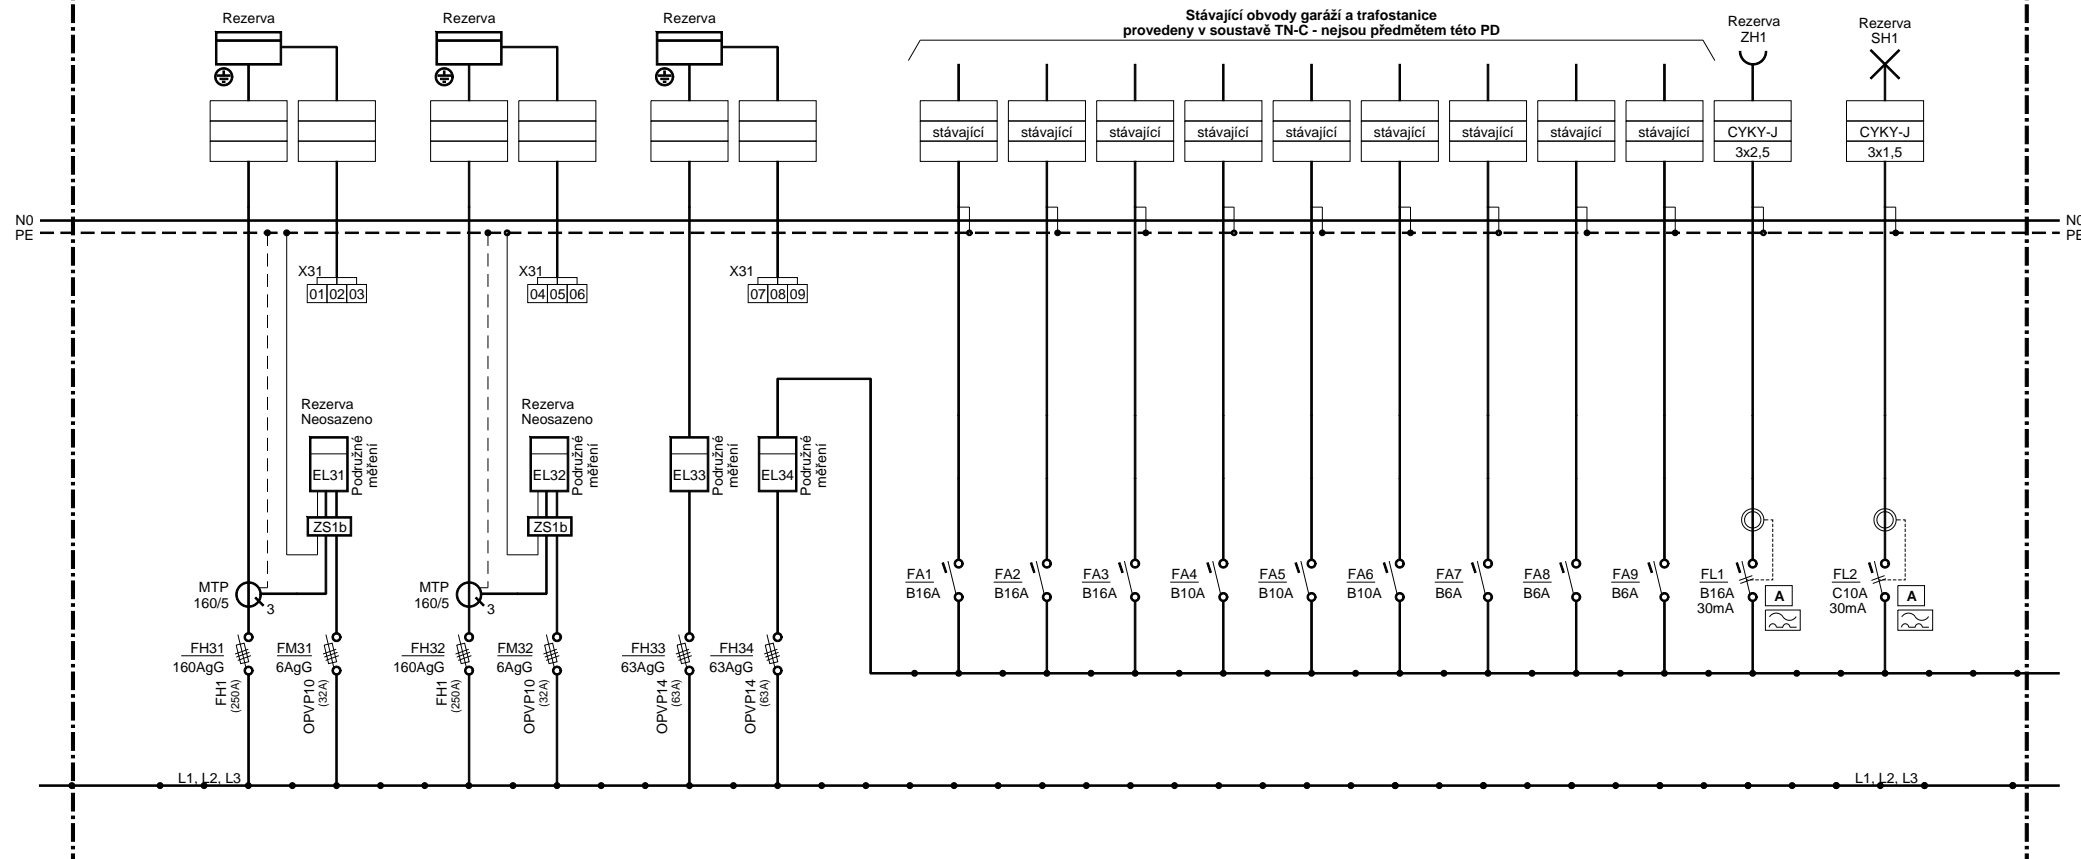 Rezerva
Rezerva
Rezerva
Stávající obvody garáží a trafostanice
provedeny v soustavě TN-C - nejsou předmětem této PD
Rezerva
ZH1
Rezerva
SH1
stávající
stávající
stávající
stávající
stávající
stávající
stávající
stávající
stávající
CYKY-J
3x2,5
CYKY-J
3x1,5
N0
PE
N0
PE
X31
01 02 03
X31
04 05 06
X31
07 08 09
Rezerva
Neosazeno
Rezerva
Neosazeno
EL31
Podružné
měření
EL32
Podružné
měření
EL33
Podružné
měření
EL34
Podružné
měření
ZS1b
ZS1b
MTP
160/5
3
MTP
160/5
3
FA1
B16A
FA2
B16A
FA3
B16A
FA4
B10A
FA5
B10A
FA6
B10A
FA7
B6A
FA8
B6A
FA9
B6A
FL1
B16A
30mA
A
FL2
C10A
30mA
A
FH31
160AgG
FH1
(250A)
FM31
6AgG
OPVP10
(32A)
FH32
160AgG
FH1
(250A)
FM32
6AgG
OPVP10
(32A)
FH33
63AgG
OPVP14
(63A)
FH34
63AgG
OPVP14
(63A)
L1, L2, L3
L1, L2, L3